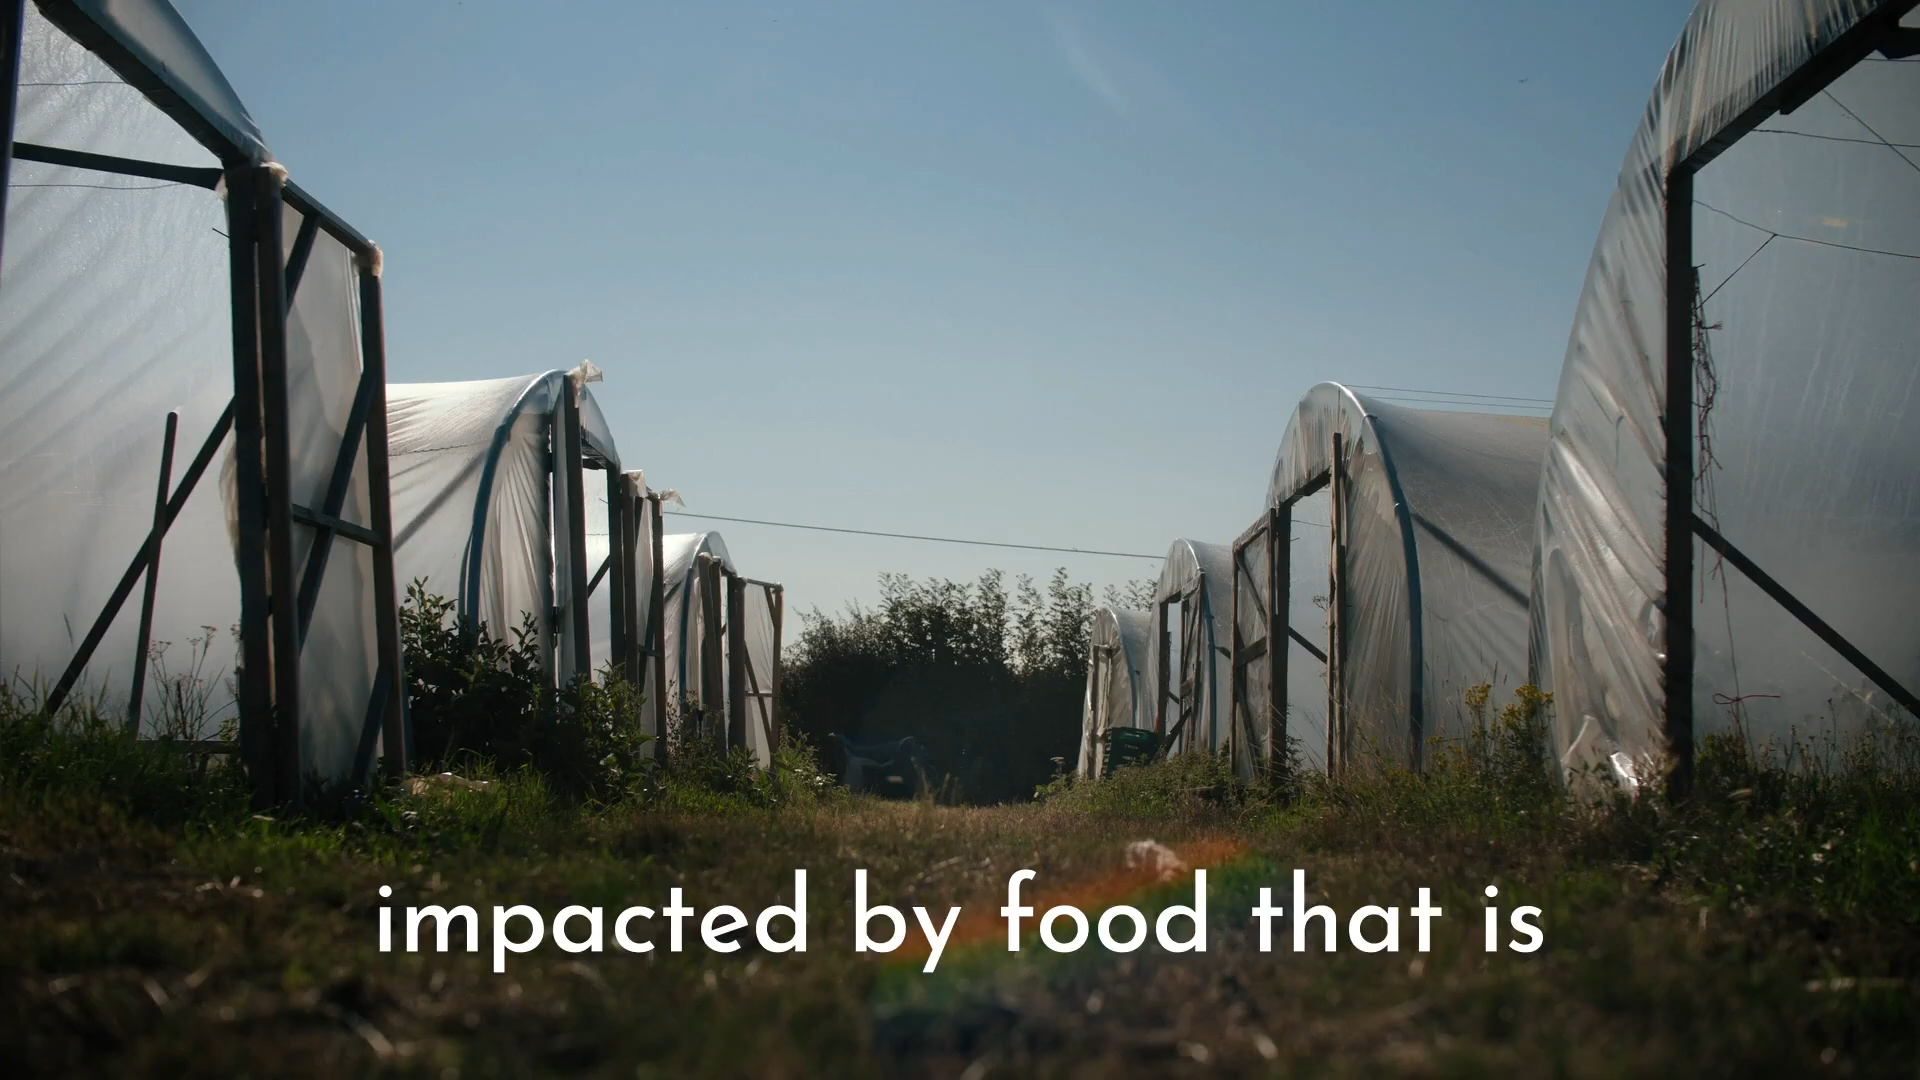 impacted by food that is